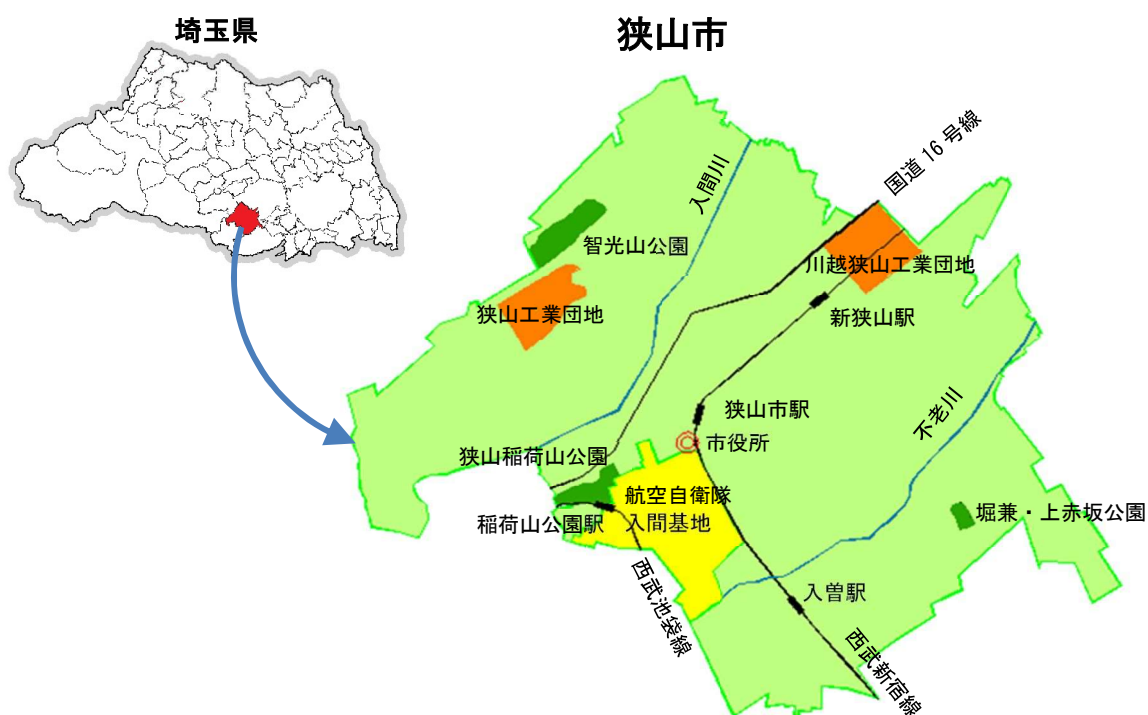 埼玉県
狭山市
国道 16 号線
入間川
智光山公園
川越狭山工業団地
狭山工業団地
新狭山駅
狭山市駅
不老川
市役所
狭山稲荷山公園
航空自衛隊
入間基地
稲荷山公園駅
堀兼・上赤坂公園
入曽駅
西武池袋線
西武新宿線